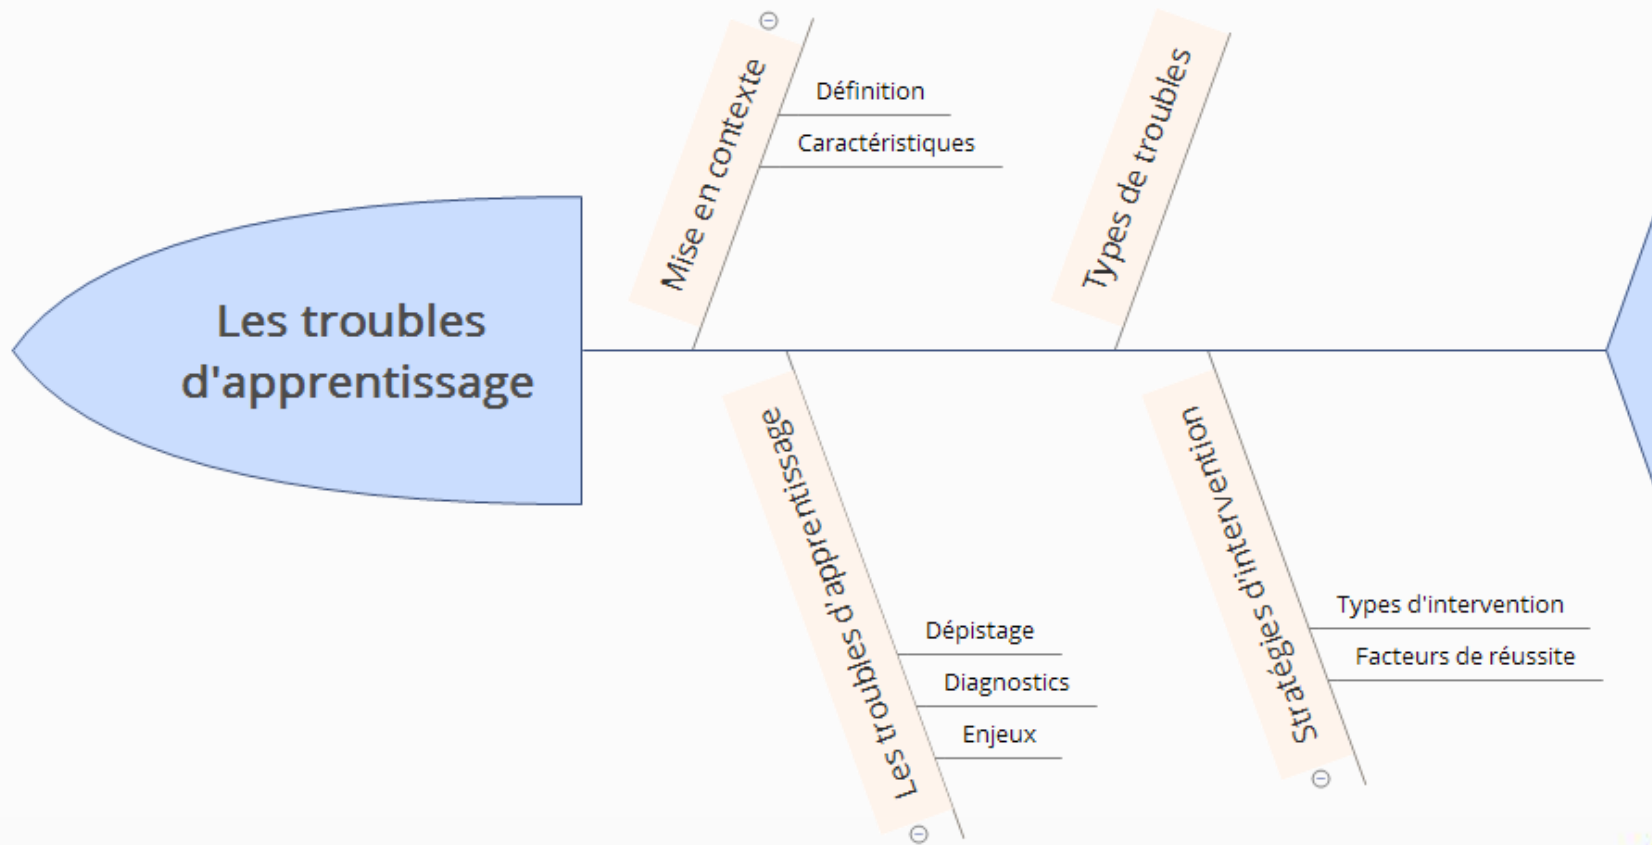 Les troubles
d'apprentissage
Mise en contexte
Définition
Caractéristiques
Types de troubles
Les troubles d'apprentissage
Dépistage
Diagnostics
Enjeux
Stratégies d'intervention
Types d'intervention
Facteurs de réussite